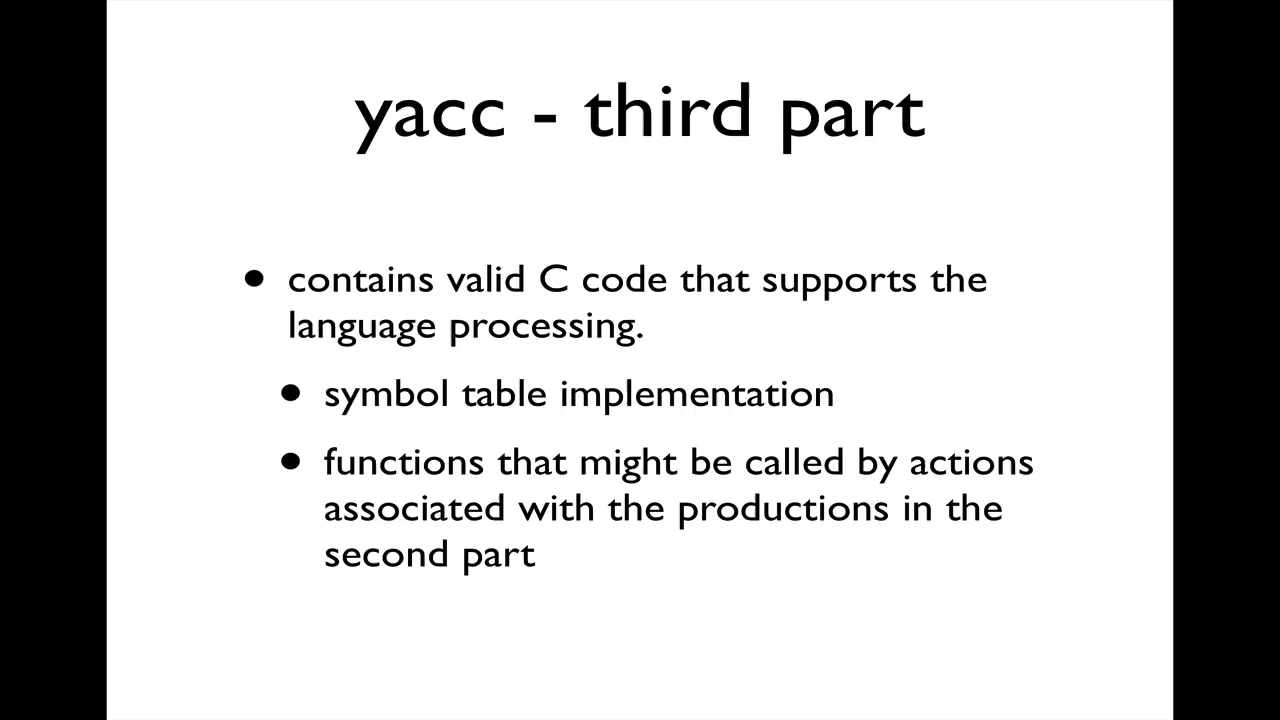 yacc - third part
• contains valid C code that supports the
language processing.
• symbol table implementation
• functions that might be called by actions
associated with the productions in the
second part